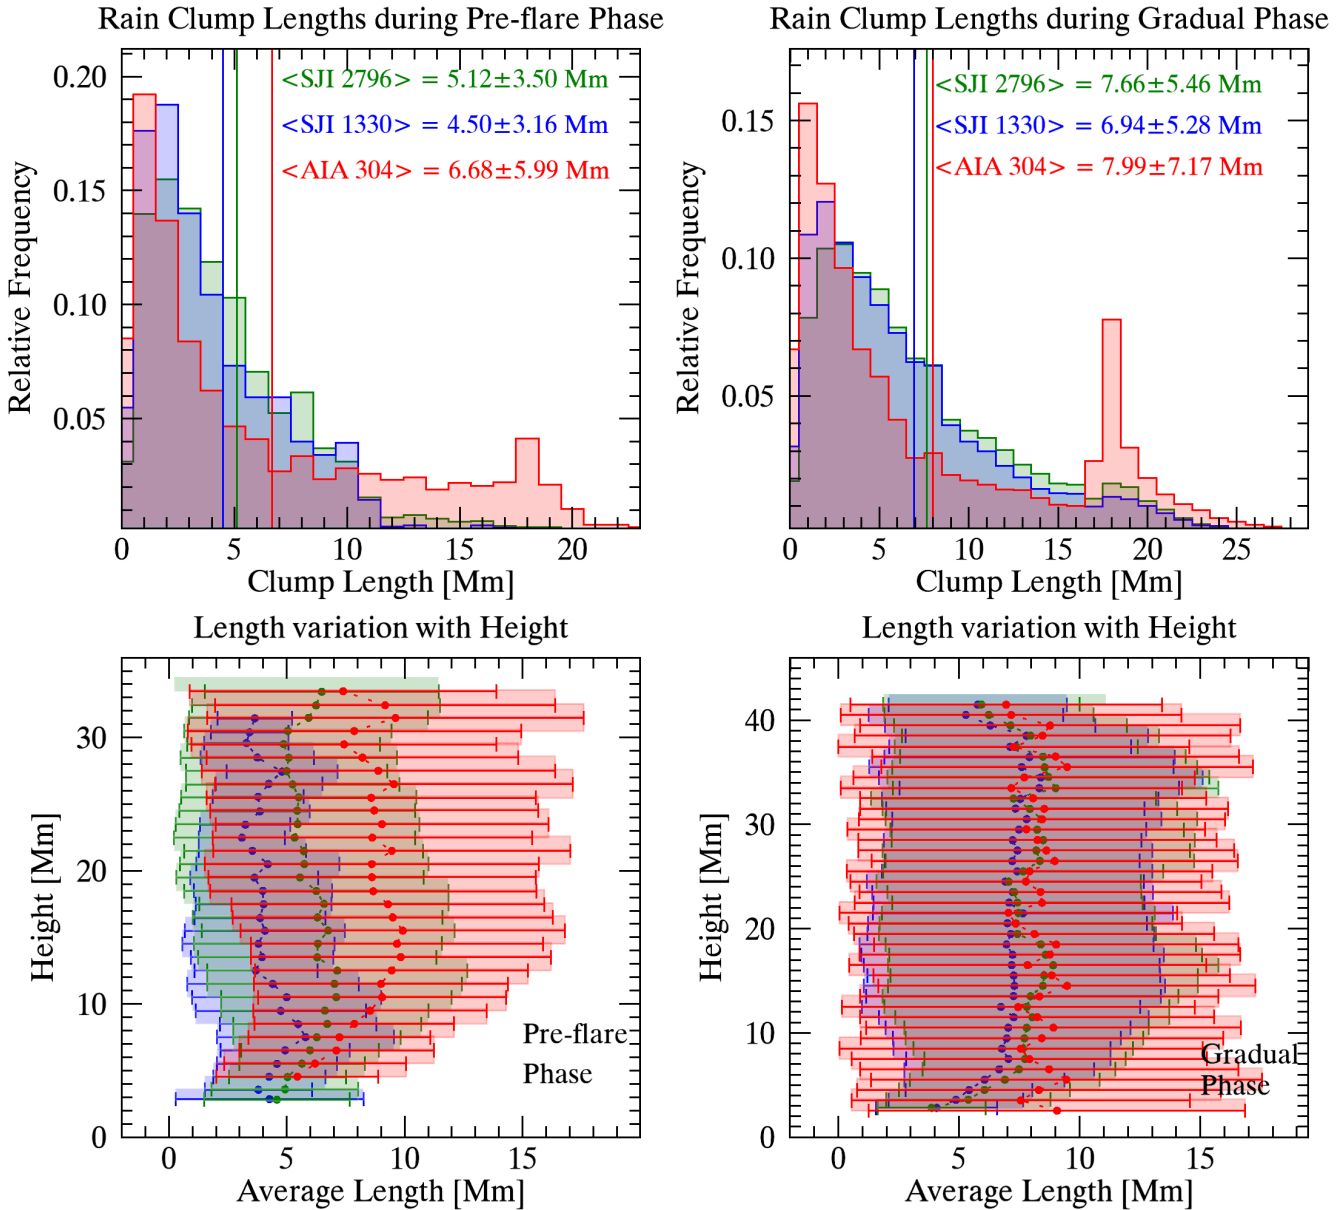 Rain Clump Lengths during Pre-flare Phase
<SJI 2796> = 5.12±3.50 Mm
<SJI 1330> = 4.50±3.16 Mm
<AIA 304> = 6.68±5.99 Mm
Relative Frequency
0.20
0.15
0.10
0.05
0 5 10 15 20
Clump Length [Mm]
Rain Clump Lengths during Gradual Phase
<SJI 2796> = 7.66±5.46 Mm
<SJI 1330> = 6.94±5.28 Mm
<AIA 304> = 7.99±7.17 Mm
Relative Frequency
0.15
0.10
0.05
0 5 10 15 20 25
Clump Length [Mm]
Length variation with Height
Height [Mm]
30
20
10
0
Pre-flare
Phase
0 5 10 15
Average Length [Mm]
Length variation with Height
Height [Mm]
40
30
20
10
0
Gradual
Phase
0 5 10 15
Average Length [Mm]